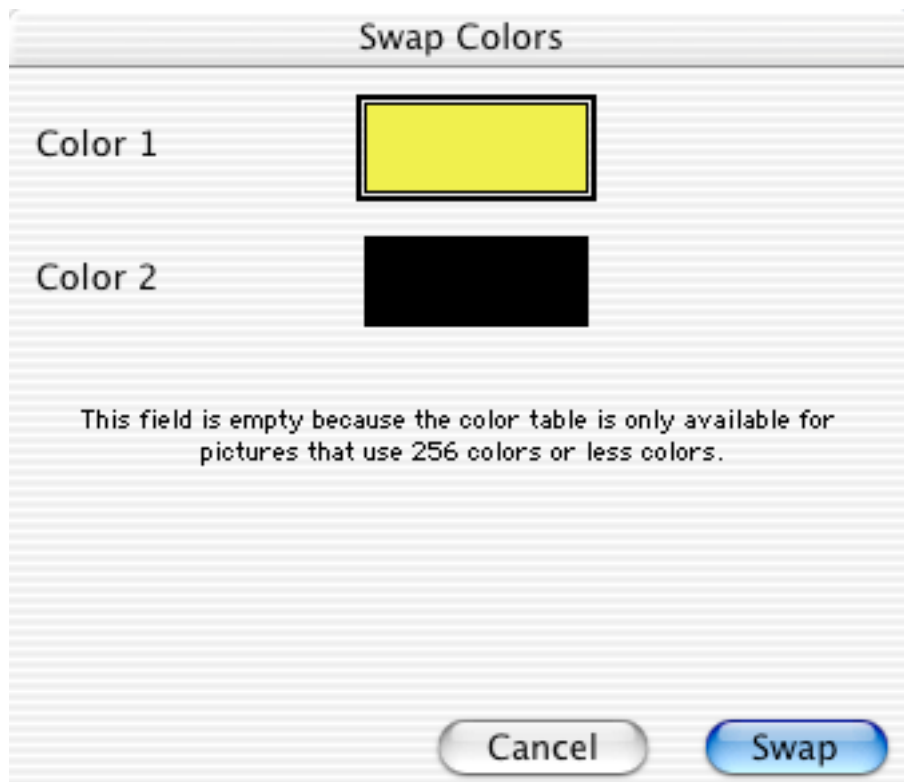 Swap Colors
Color 1
Color 2
This field is empty because the color table is only available for
pictures that use 256 colors or less colors.
Cancel Swap